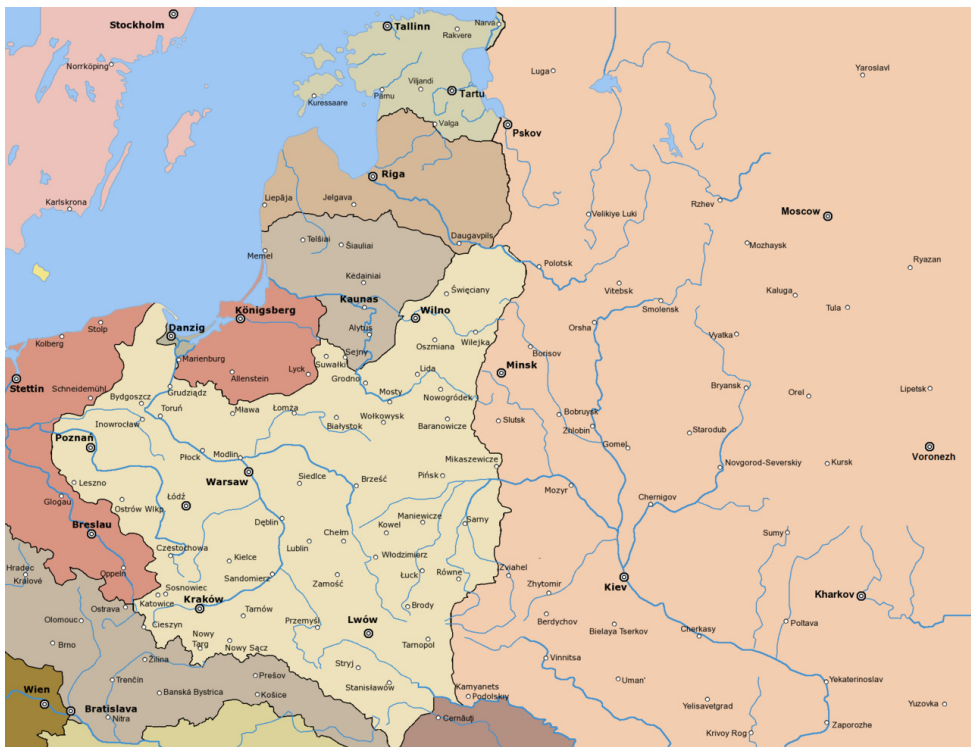 Stockholm
Tallinn
Narva
Rakvere
Norrköping
Luga
Yaroslavl
Viljandi
Pärnu
Tartu
Kuressaare
Valga
Pskov
Riga
Karlskrona
Liepāja
Jelgava
Rzhev
Moscow
Velikiye Luki
Telšiai
Šiauliai
Daugavpils
Mozhaysk
Memel
Polotsk
Ryazan
Kėdainiai
Vitebsk
Kaluga
Święciany
Smolensk
Kaunas
Tula
Königsberg
Wilno
Danzig
Stolp
Alytus
Orsha
Vyatka
Kolberg
Oszmiana
Wilejka
Borisov
Marienburg
Suwałki
Sejny
Allenstein
Lyck
Lida
Minsk
Stettin
Grodno
Schneidemühl
Bryansk
Orel
Lipetsk
Bydgoszcz
Grudziądz
Mosty
Nowogródek
Toruń
Mława
Łomża
Wołkowysk
Bobruysk
Inowrocław
Białystok
Baranowicze
Slutsk
Zhlobin
Starodub
Poznań
Gomel
Voronezh
Płock
Modlin
Mikaszewicze
Novgorod-Severskiy
Kursk
Warsaw
Leszno
Siedlce
Brześć
Pińsk
Mozyr
Glogau
Łódź
Ostrów Wlkp.
Chernigov
Dęblin
Maniewicze
Kowel
Sarny
Breslau
Chełm
Sumy
Lublin
Częstochowa
Kielce
Włodzimierz
Hradec
Králové
Oppeln
Sandomierz
Zamość
Łuck
Równe
Zviahel
Zhytomir
Kiev
Sosnowiec
Katowice
Kraków
Kharkov
Ostrava
Tarnów
Brody
Olomouc
Cieszyn
Przemyśl
Lwów
Berdychov
Bielaya Tserkov
Cherkasy
Poltava
Nowy
Targ
Brno
Nowy Sącz
Tarnopol
Žilina
Stryj
Vinnitsa
Trenčín
Prešov
Stanisławów
Uman'
Yekaterinoslav
Wien
Banská Bystrica
Košice
Kamyanets
Podolskiy
Yelisavetgrad
Yuzovka
Bratislava
Nitra
Cernăuți
Krivoy Rog
Zaporozhe